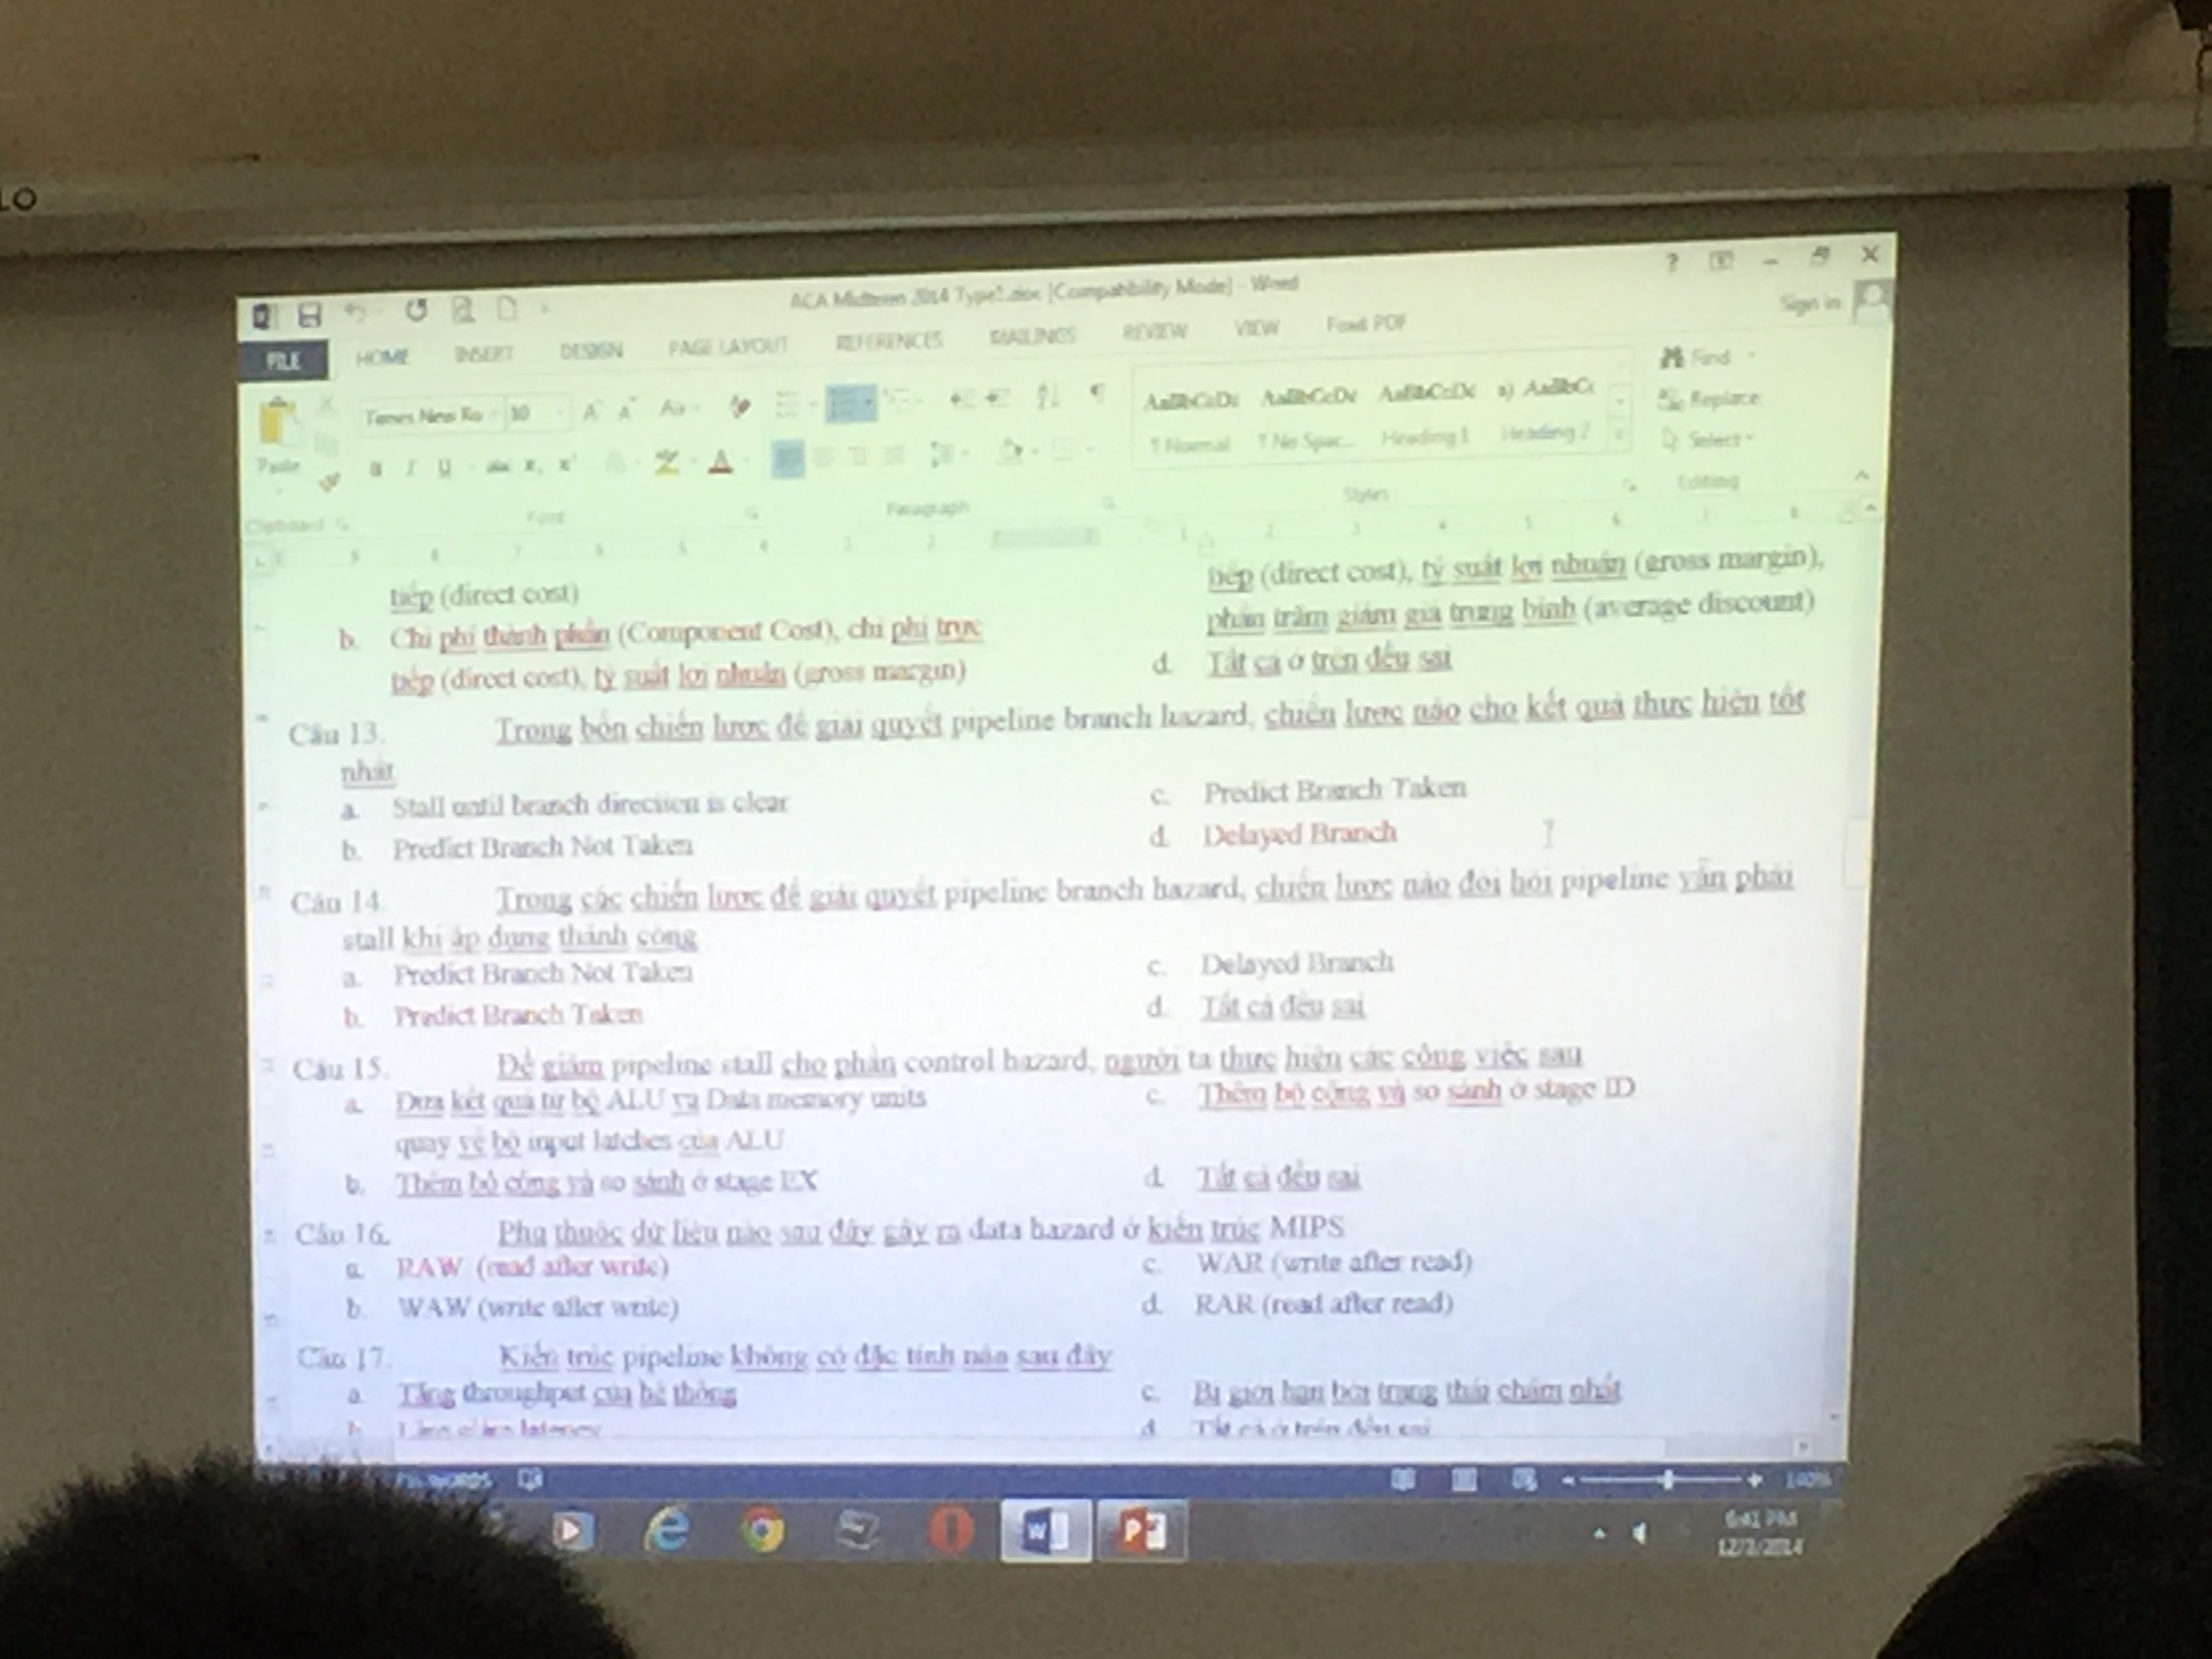 LO
ACA Midterm 2014 Type1.doc [Compatibility Mode] - Word
Sign in
FILE HOME INSERT DESIGN PAGE LAYOUT REFERENCES MAILINGS REVIEW VIEW Foxit PDF
Find
Times New Ro 10
AaBbCcDc AaBbCcDc AaBbCcDc a) AaBbCc
Replace
Paste
¶ Normal ¶ No Spac... Heading 1 Heading 2
Select
Clipboard Font Paragraph Styles Editing
tiếp (direct cost)
b. Chi phí thành phần (Component Cost), chi phí trực
tiếp (direct cost), tỷ suất lợi nhuận (gross margin)
tiếp (direct cost), tỷ suất lợi nhuận (gross margin),
phần trăm giảm giá trung bình (average discount)
d. Tất cả ở trên đều sai
Câu 13. Trong bốn chiến lược để giải quyết pipeline branch hazard, chiến lược nào cho kết quả thực hiện tốt
nhất
a. Stall until branch direction is clear
b. Predict Branch Not Taken
c. Predict Branch Taken
d. Delayed Branch
Câu 14. Trong các chiến lược để giải quyết pipeline branch hazard, chiến lược nào đòi hỏi pipeline vẫn phải
stall khi áp dụng thành công
a. Predict Branch Not Taken
b. Predict Branch Taken
c. Delayed Branch
d. Tất cả đều sai
Câu 15. Để giảm pipeline stall cho phần control hazard, người ta thực hiện các công việc sau
a. Đưa kết quả từ bộ ALU và Data memory units
quay về bộ input latches của ALU
b. Thêm bộ cộng và so sánh ở stage EX
c. Thêm bộ cộng và so sánh ở stage ID
d. Tất cả đều sai
Câu 16. Phụ thuộc dữ liệu nào sau đây gây ra data hazard ở kiến trúc MIPS
a. RAW (read after write)
b. WAW (write after write)
c. WAR (write after read)
d. RAR (read after read)
Câu 17. Kiến trúc pipeline không có đặc tính nào sau đây
a. Tăng throughput của hệ thống
b. latency
c. Bị giới hạn bởi trạng thái chậm nhất
d. Tất cả ở trên đều sai
WORDS
140%
6:41 PM
12/2/2014